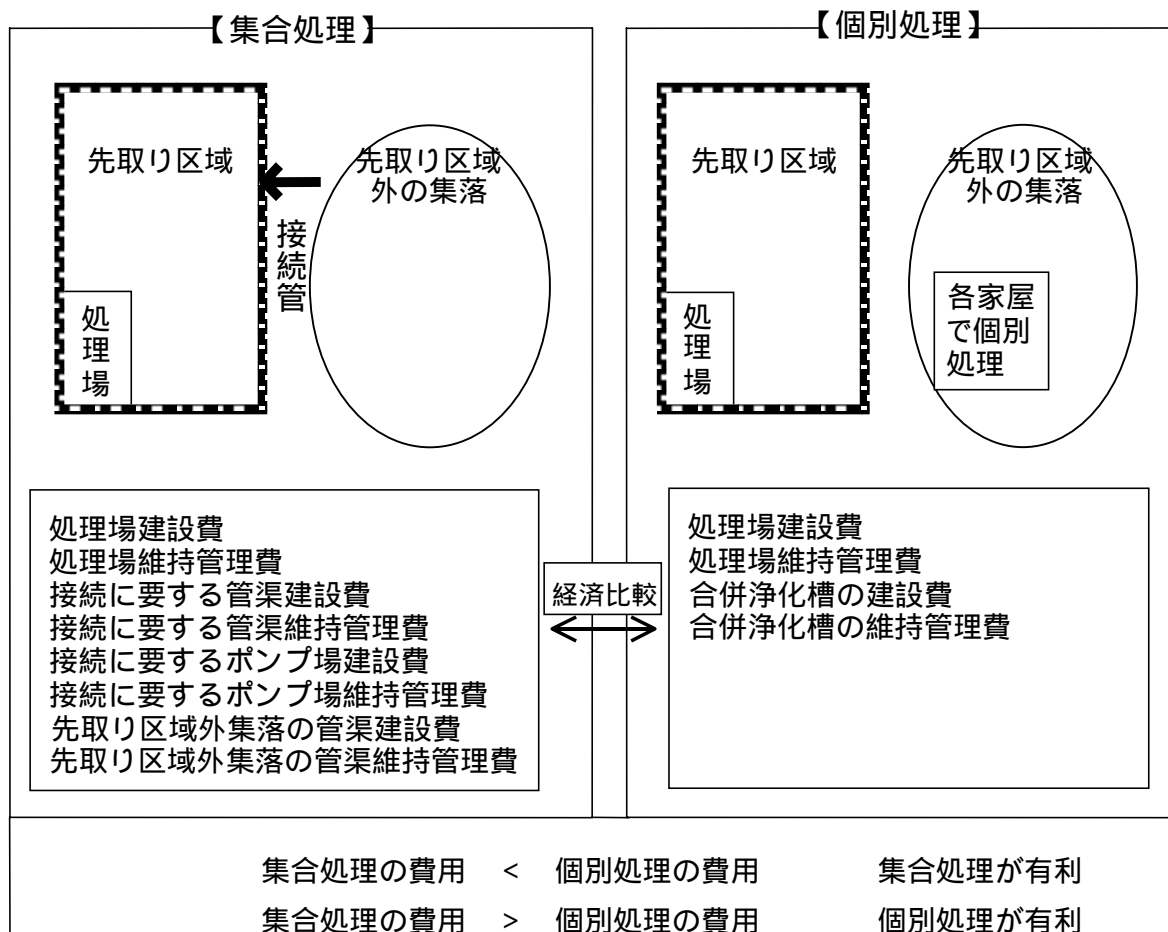 【集合処理】
先取り区域
先取り区域
外の集落
接続管
処理場
処理場建設費
処理場維持管理費
接続に要する管渠建設費
接続に要する管渠維持管理費
接続に要するポンプ場建設費
接続に要するポンプ場維持管理費
先取り区域外集落の管渠建設費
先取り区域外集落の管渠維持管理費
経済比較
【個別処理】
先取り区域
先取り区域
外の集落
処理場
各家屋
で個別
処理
処理場建設費
処理場維持管理費
合併浄化槽の建設費
合併浄化槽の維持管理費
集合処理の費用 < 個別処理の費用 集合処理が有利
集合処理の費用 > 個別処理の費用 個別処理が有利